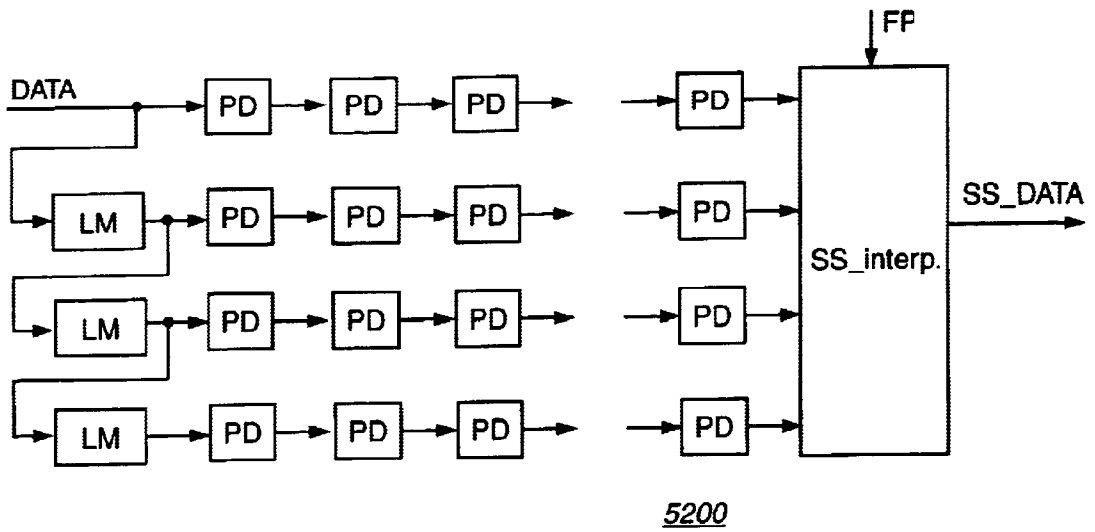 FP
DATA
PD PD PD PD
LM PD PD PD PD
SS_DATA
SS_interp.
LM PD PD PD PD
LM PD PD PD PD
5200